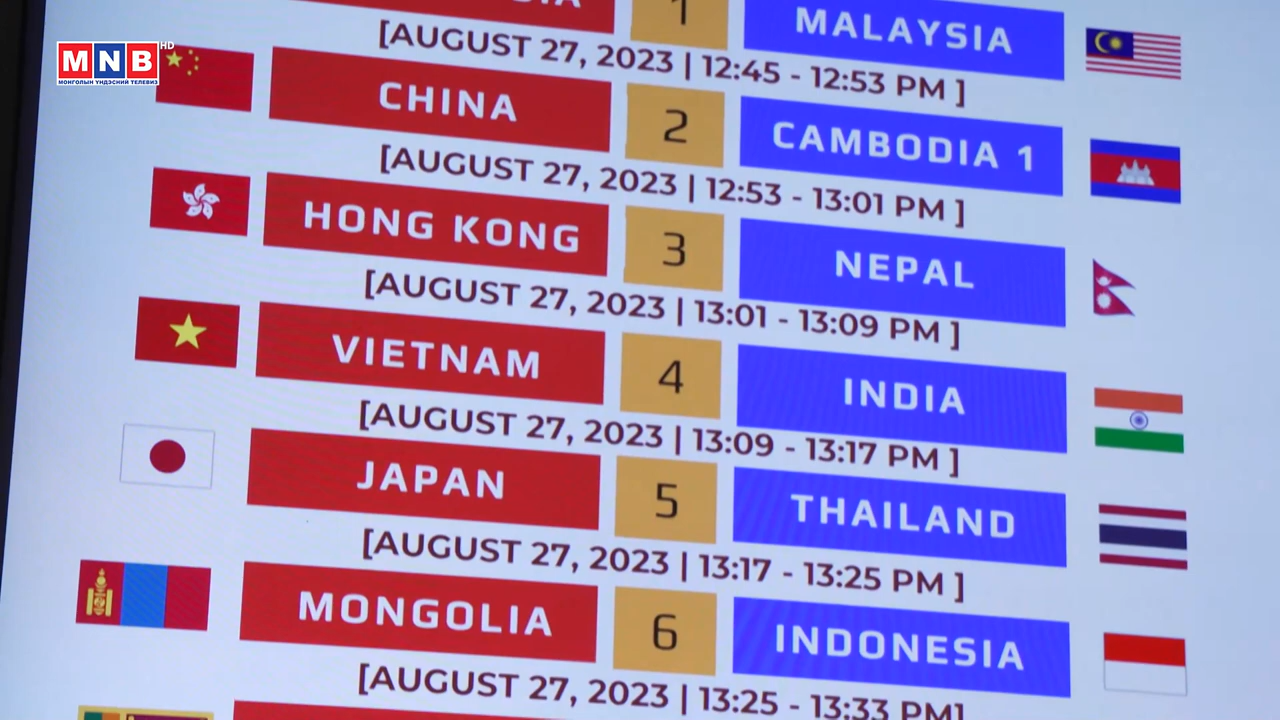 1 MALAYSIA
[AUGUST 27, 2023 | 12:45 - 12:53 PM ]
MNB HD
МОНГОЛЫН ҮНДЭСНИЙ ТЕЛЕВИЗ
CHINA 2 CAMBODIA 1
[AUGUST 27, 2023 | 12:53 - 13:01 PM ]
HONG KONG 3 NEPAL
[AUGUST 27, 2023 | 13:01 - 13:09 PM ]
VIETNAM 4 INDIA
[AUGUST 27, 2023 | 13:09 - 13:17 PM ]
JAPAN 5 THAILAND
[AUGUST 27, 2023 | 13:17 - 13:25 PM ]
MONGOLIA 6 INDONESIA
[AUGUST 27, 2023 | 13:25 - 13:33 PM]